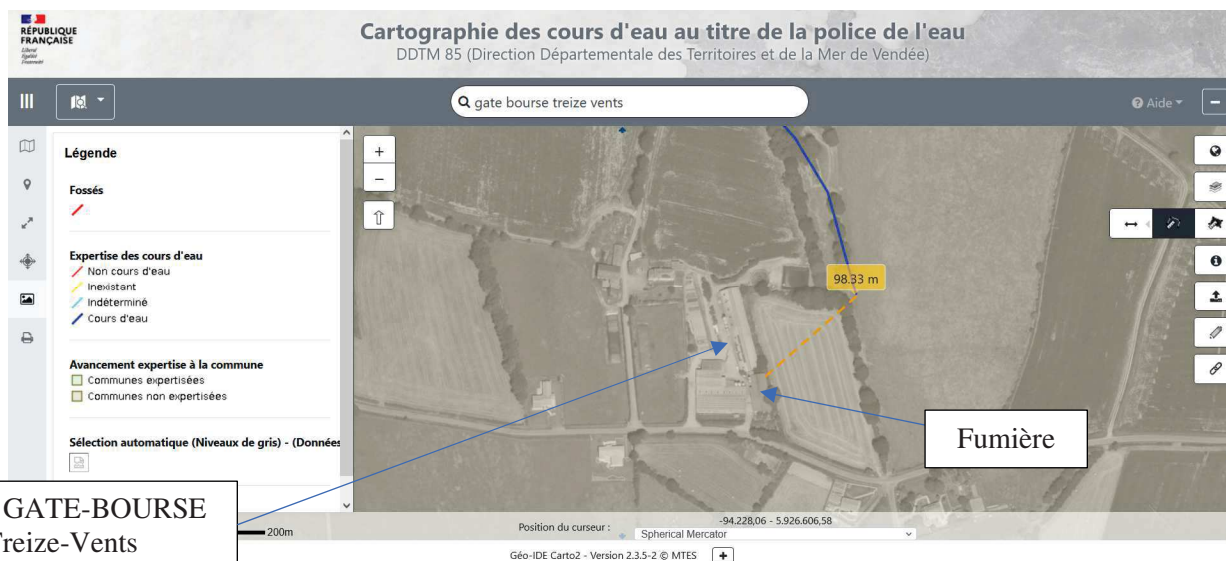 RÉPUBLIQUE
FRANÇAISE
Liberté
Égalité
Fraternité
Cartographie des cours d'eau au titre de la police de l'eau
DDTM 85 (Direction Départementale des Territoires et de la Mer de Vendée)
gate bourse treize vents
Aide
Légende
Fossés
Expertise des cours d'eau
Non cours d'eau
Inexistant
Indéterminé
Cours d'eau
Avancement expertise à la commune
Communes expertisées
Communes non expertisées
Sélection automatique (Niveaux de gris) - (Données
+
−
98.33 m
Fumière
GATE-BOURSE
Treize-Vents
200m
Position du curseur :
-94.228,06 - 5.926.606,58
Spherical Mercator
Géo-IDE Carto2 - Version 2.3.5-2 © MTES
+